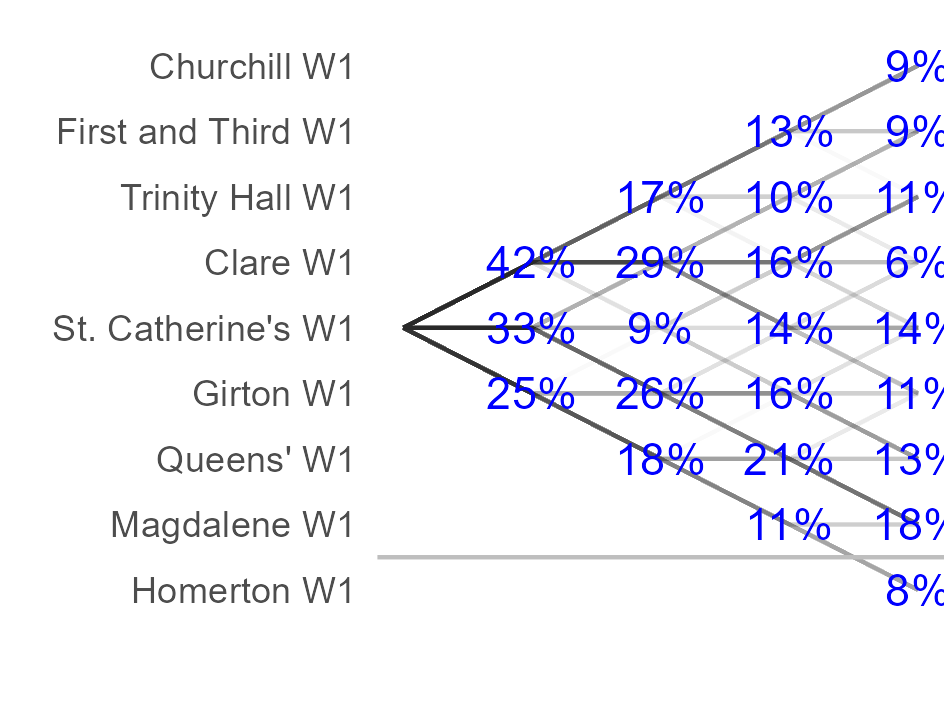 Churchill W1 9%
First and Third W1 13% 9%
Trinity Hall W1 17% 10% 11%
Clare W1 42% 29% 16% 6%
St. Catherine's W1 33% 9% 14% 14%
Girton W1 25% 26% 16% 11%
Queens' W1 18% 21% 13%
Magdalene W1 11% 18%
Homerton W1 8%